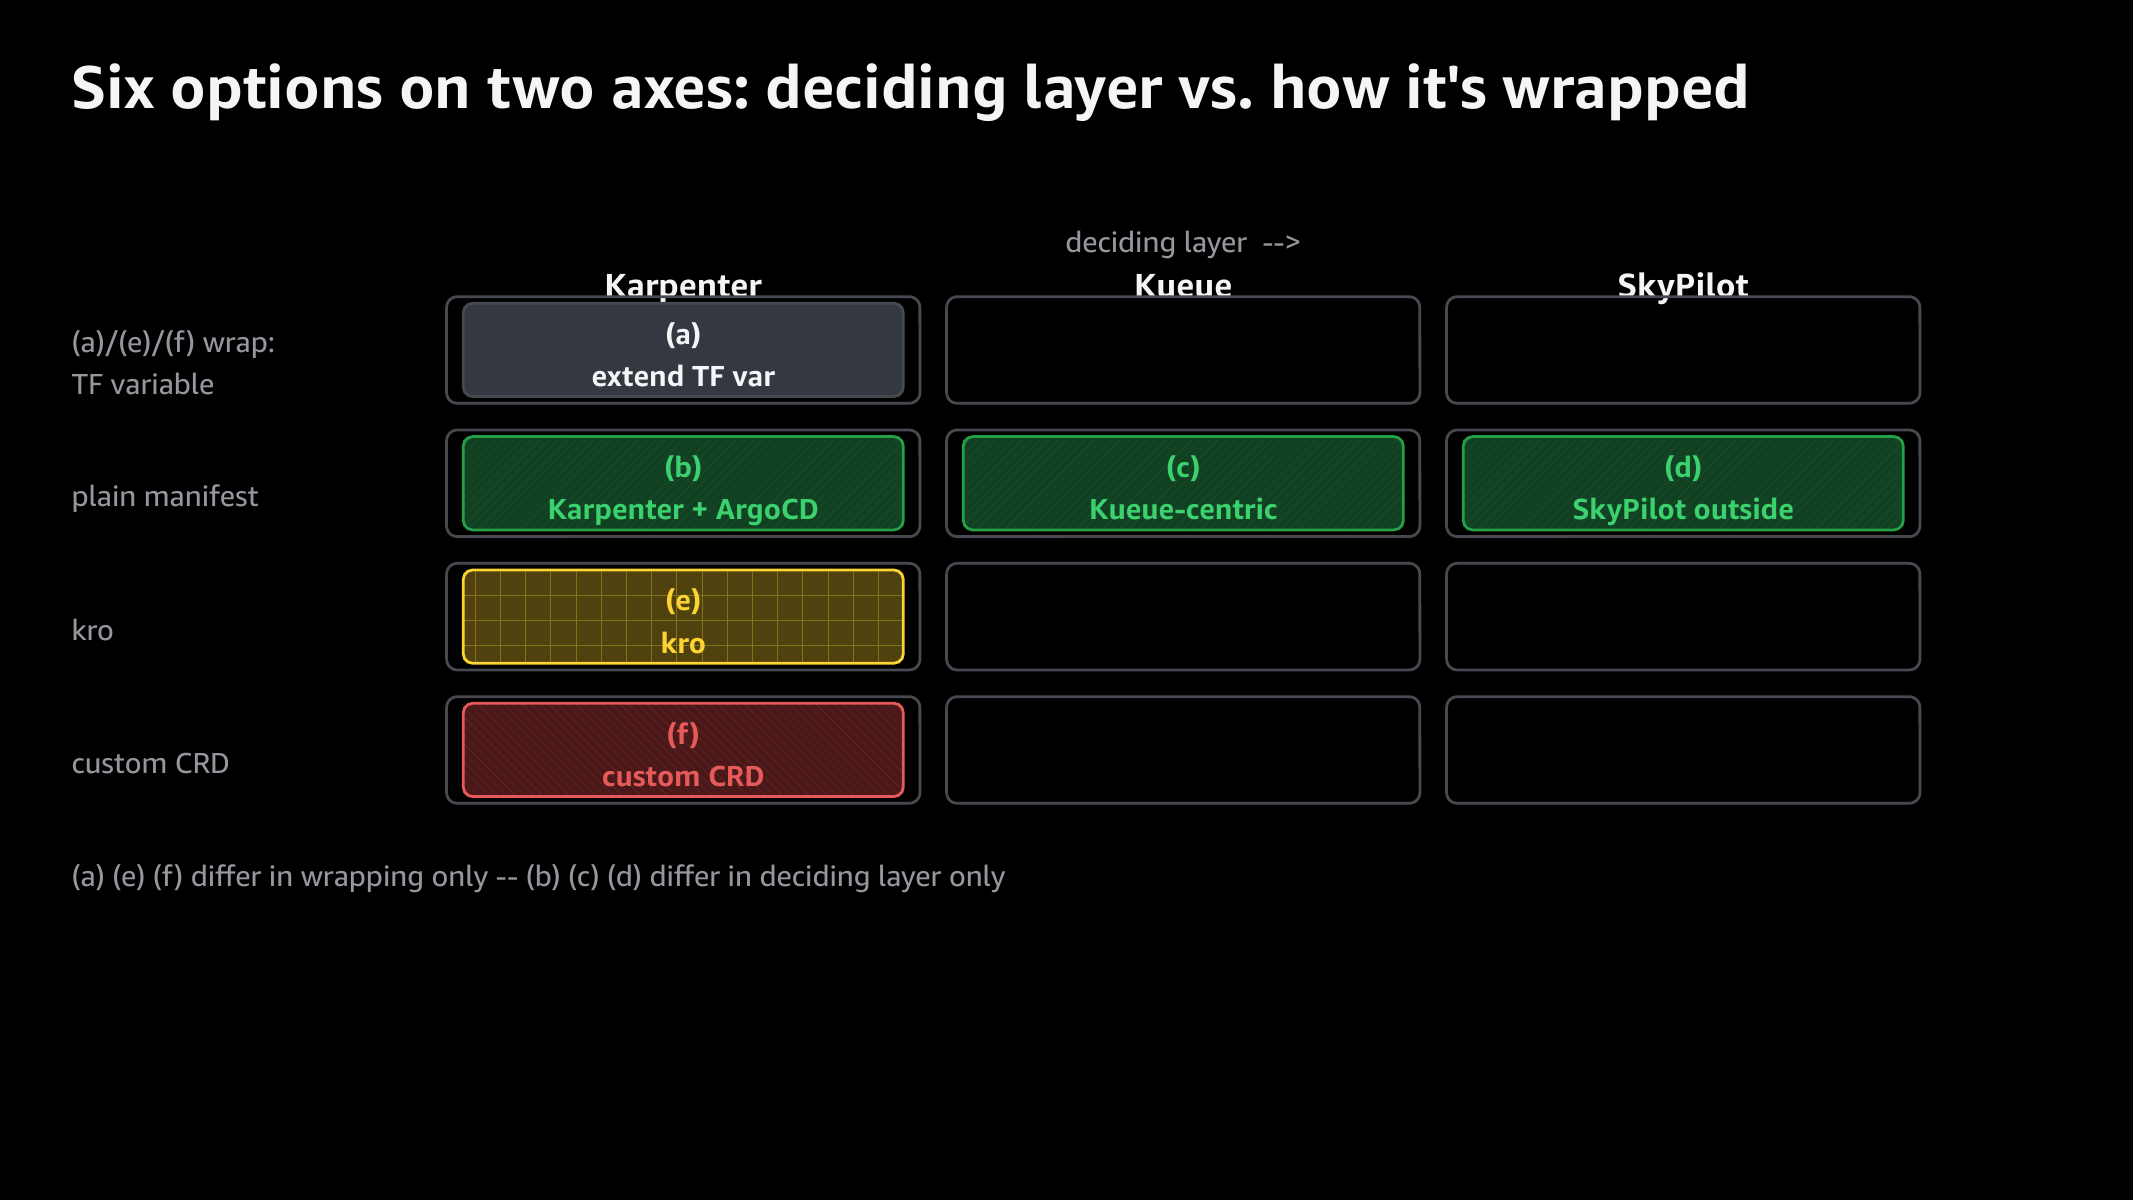 Six options on two axes: deciding layer vs. how it's wrapped
deciding layer -->
Karpenter
Kueue
SkyPilot
(a)/(e)/(f) wrap:
TF variable
(a)
extend TF var
plain manifest
(b)
Karpenter + ArgoCD
(c)
Kueue-centric
(d)
SkyPilot outside
kro
(e)
kro
custom CRD
(f)
custom CRD
(a) (e) (f) differ in wrapping only -- (b) (c) (d) differ in deciding layer only